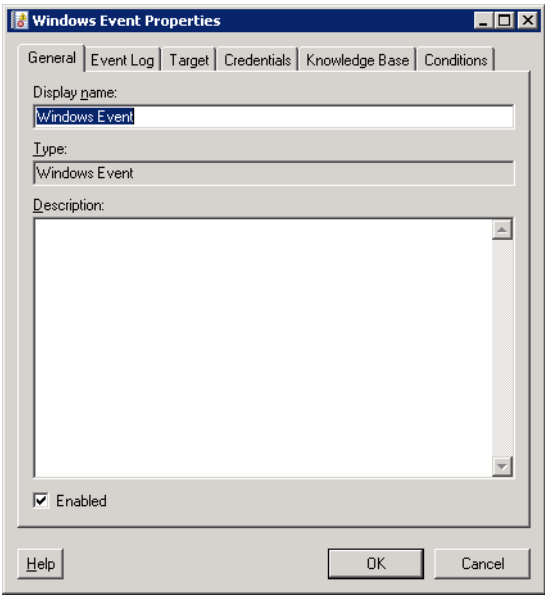 Windows Event Properties
General Event Log Target Credentials Knowledge Base Conditions
Display name:
Windows Event
Type:
Windows Event
Description:
Enabled
Help OK Cancel